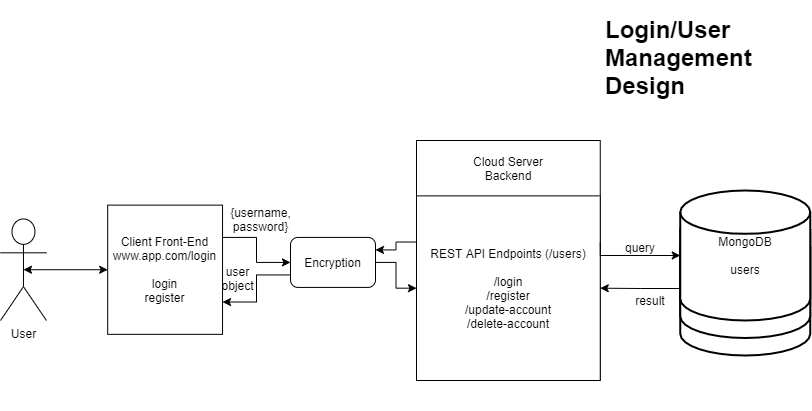 Login/User
Management
Design
Cloud Server
Backend
{username,
password}
Client Front-End
www.app.com/login
login
register
user
object
Encryption
REST API Endpoints (/users)
/login
/register
/update-account
/delete-account
query
result
MongoDB
users
User